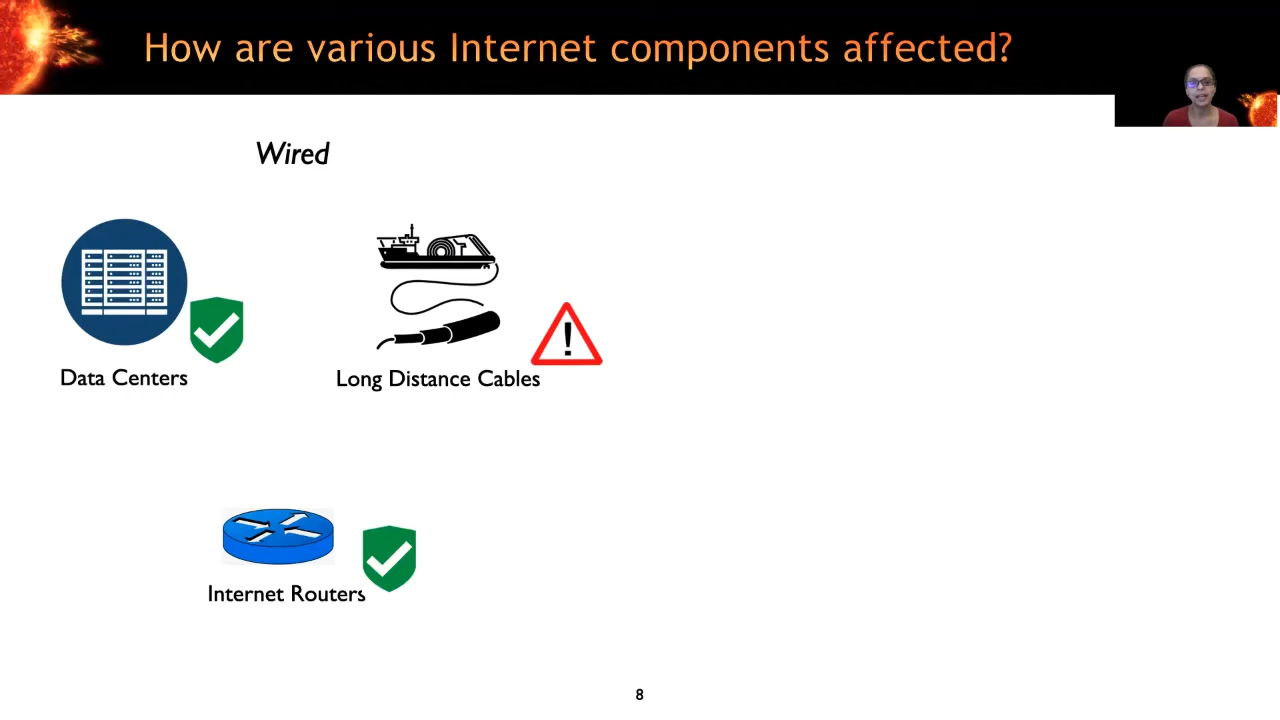 How are various Internet components affected?
Wired
Data Centers
Long Distance Cables
Internet Routers
8